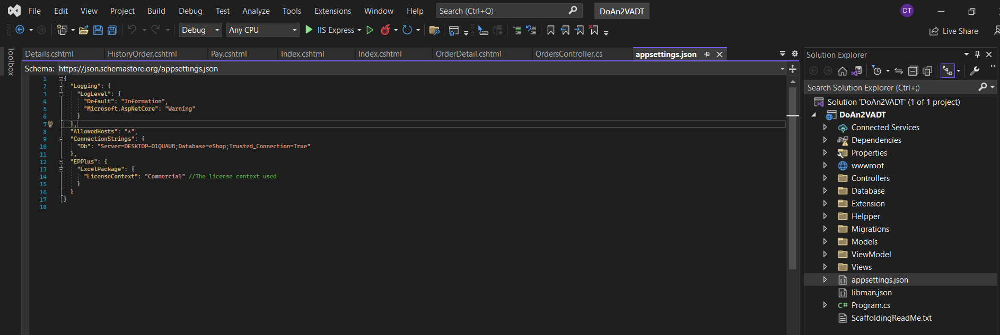 File Edit View Project Build Debug Test Analyze Tools Extensions Window Help Search (Ctrl+Q) DoAn2VADT DT
Debug Any CPU IIS Express Live Share
Toolbox
Details.cshtml HistoryOrder.cshtml Pay.cshtml Index.cshtml Index.cshtml OrderDetail.cshtml OrdersController.cs appsettings.json
Schema: https://json.schemastore.org/appsettings.json
1 {
2 "Logging": {
3 "LogLevel": {
4 "Default": "Information",
5 "Microsoft.AspNetCore": "Warning"
6 }
7 },
8 "AllowedHosts": "*",
9 "ConnectionStrings": {
10 "Db": "Server=DESKTOP-D1QUAUB;Database=eShop;Trusted_Connection=True"
11 },
12 "EPPlus": {
13 "ExcelPackage": {
14 "LicenseContext": "Commercial" //The license context used
15 }
16 }
17 }
18
Solution Explorer
Search Solution Explorer (Ctrl+;)
Solution 'DoAn2VADT' (1 of 1 project)
DoAn2VADT
Connected Services
Dependencies
Properties
wwwroot
Controllers
Database
Extension
Helpper
Migrations
Models
ViewModel
Views
appsettings.json
libman.json
C# Program.cs
ScaffoldingReadMe.txt